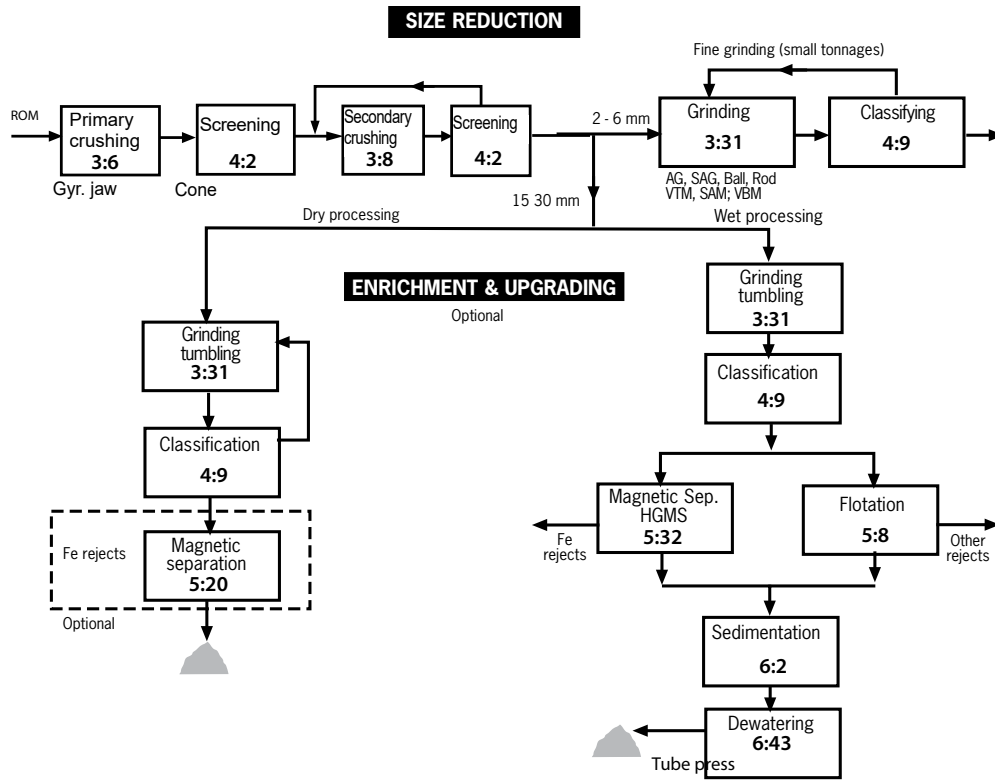 SIZE REDUCTION
Fine grinding (small tonnages)
ROM
Primary
crushing
3:6
Gyr. jaw
Screening
4:2
Cone
Secondary
crushing
3:8
Screening
4:2
2 - 6 mm
Grinding
3:31
AG, SAG, Ball, Rod
VTM, SAM; VBM
Classifying
4:9
15 30 mm
Dry processing
Wet processing
ENRICHMENT & UPGRADING
Optional
Grinding
tumbling
3:31
Classification
4:9
Fe rejects
Magnetic
separation
5:20
Optional
Grinding
tumbling
3:31
Classification
4:9
Magnetic Sep.
HGMS
5:32
Fe
rejects
Flotation
5:8
Other
rejects
Sedimentation
6:2
Dewatering
6:43
Tube press